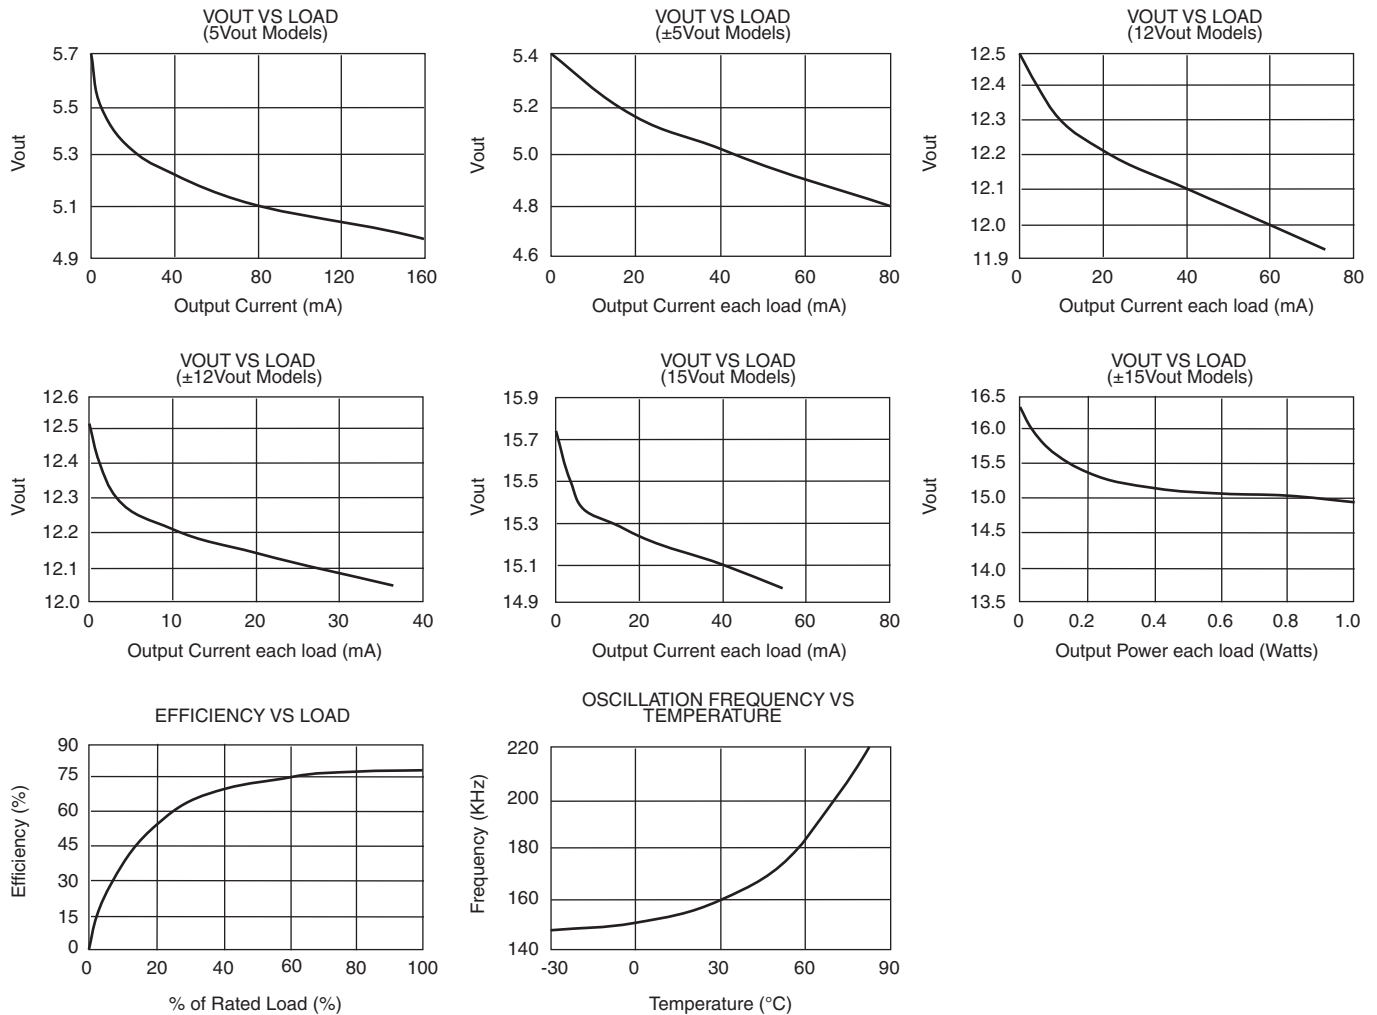 VOUT VS LOAD
(5Vout Models)
5.7
5.5
5.3
5.1
4.9
Vout
0 40 80 120 160
Output Current (mA)
VOUT VS LOAD
(±5Vout Models)
5.4
5.2
5.0
4.8
4.6
Vout
0 20 40 60 80
Output Current each load (mA)
VOUT VS LOAD
(12Vout Models)
12.5
12.4
12.3
12.2
12.1
12.0
11.9
Vout
0 20 40 60 80
Output Current each load (mA)
VOUT VS LOAD
(±12Vout Models)
12.6
12.5
12.4
12.3
12.2
12.1
12.0
Vout
0 10 20 30 40
Output Current each load (mA)
VOUT VS LOAD
(15Vout Models)
15.9
15.7
15.5
15.3
15.1
14.9
Vout
0 20 40 60 80
Output Current each load (mA)
VOUT VS LOAD
(±15Vout Models)
16.5
16.0
15.5
15.0
14.5
14.0
13.5
Vout
0 0.2 0.4 0.6 0.8 1.0
Output Power each load (Watts)
EFFICIENCY VS LOAD
90
75
60
45
30
15
0
Efficiency (%)
0 20 40 60 80 100
% of Rated Load (%)
OSCILLATION FREQUENCY VS
TEMPERATURE
220
200
180
160
140
Frequency (KHz)
-30 0 30 60 90
Temperature (°C)